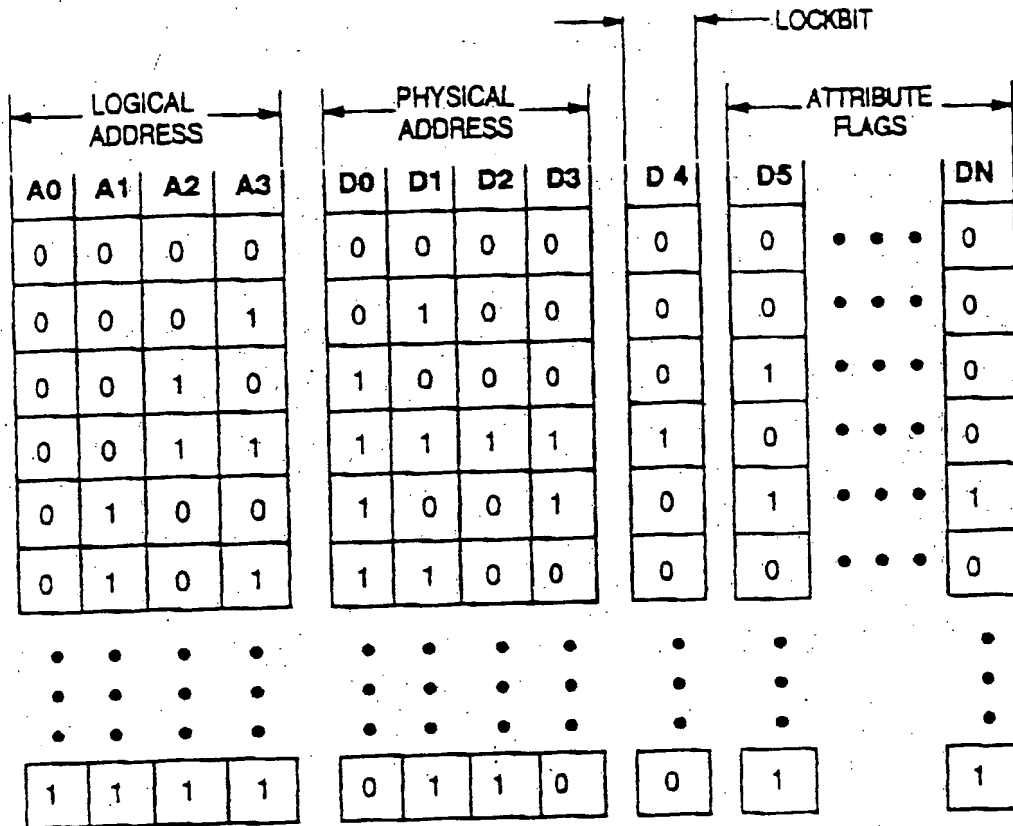 LOCKBIT
LOGICAL ADDRESS PHYSICAL ADDRESS ATTRIBUTE FLAGS
A0 A1 A2 A3 D0 D1 D2 D3 D 4 D5 DN
0 0 0 0 0 0 0 0 0 0 • • • 0
0 0 0 1 0 1 0 0 0 0 • • • 0
0 0 1 0 1 0 0 0 0 1 • • • 0
0 0 1 1 1 1 1 1 1 0 • • • 0
0 1 0 0 1 0 0 1 0 1 • • • 1
0 1 0 1 1 1 0 0 0 0 • • • 0
1 1 1 1 0 1 1 0 0 1 1